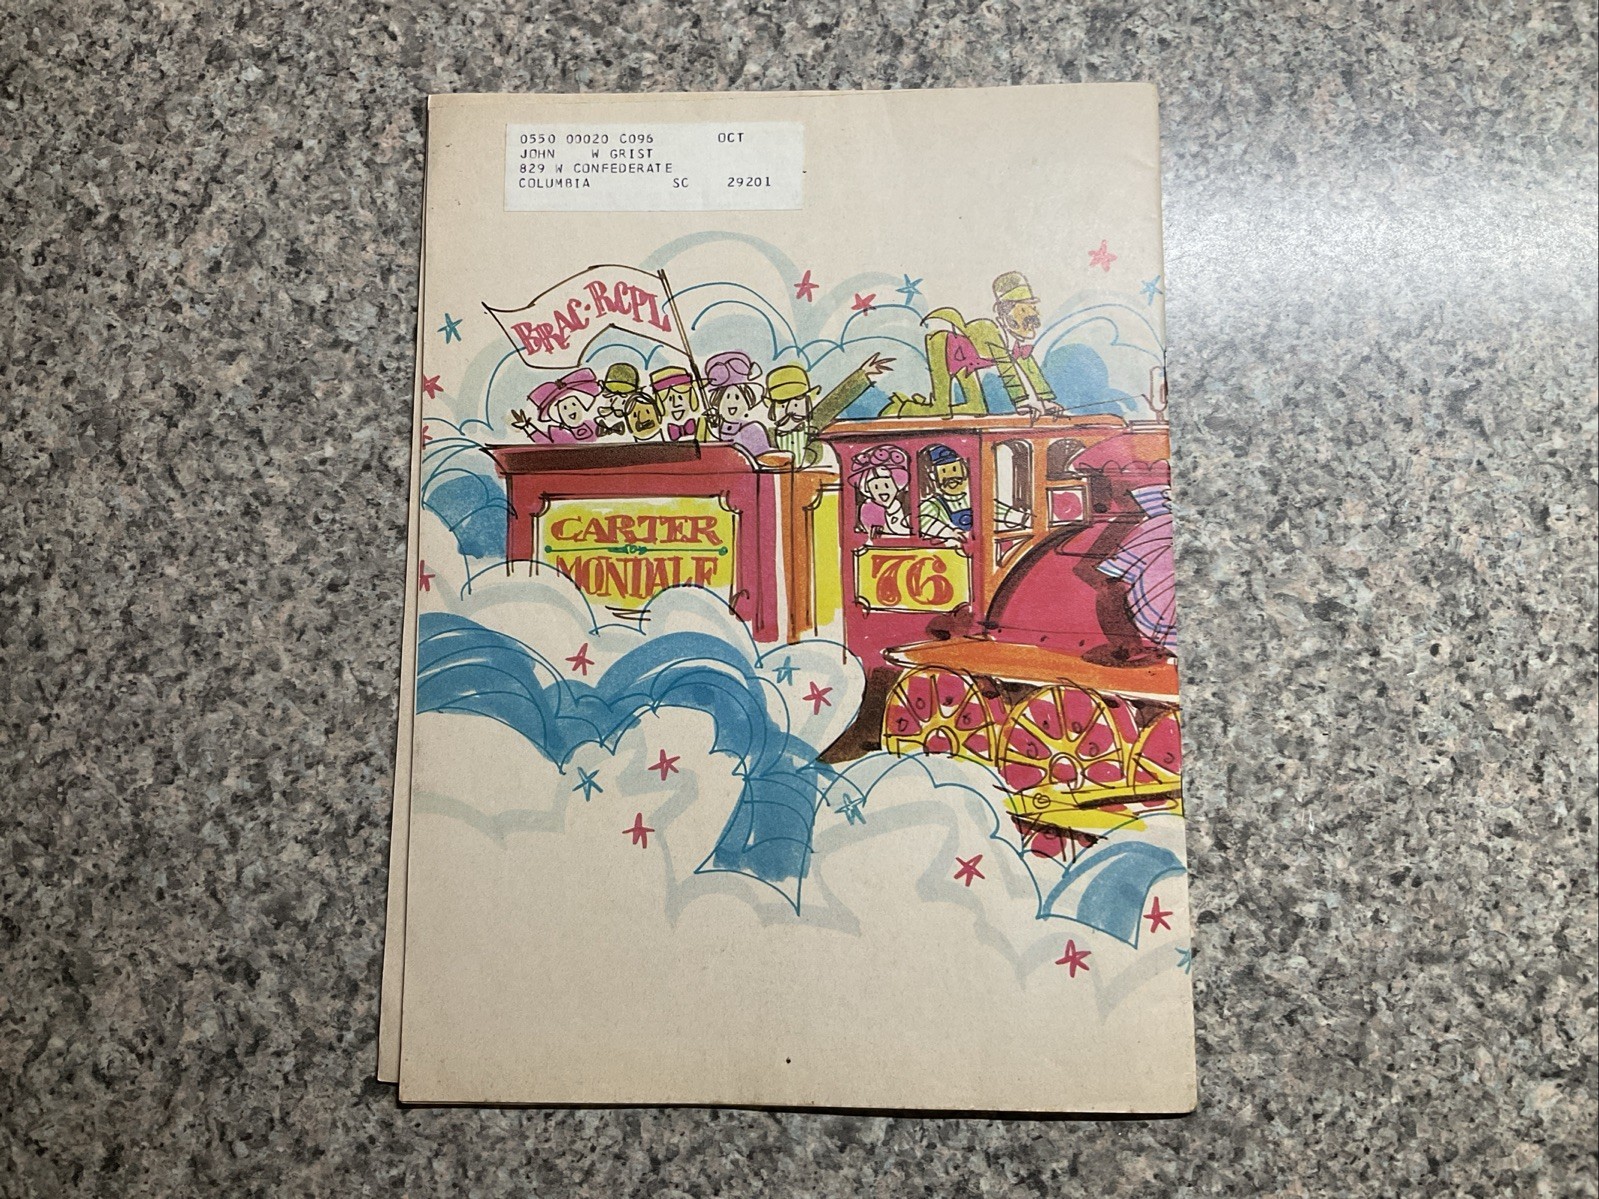 0550 00020 C096 OCT
JOHN W GRIST
829 W CONFEDERATE
COLUMBIA SC 29201
BRAC·RCPL
CARTER
MONDALE
76